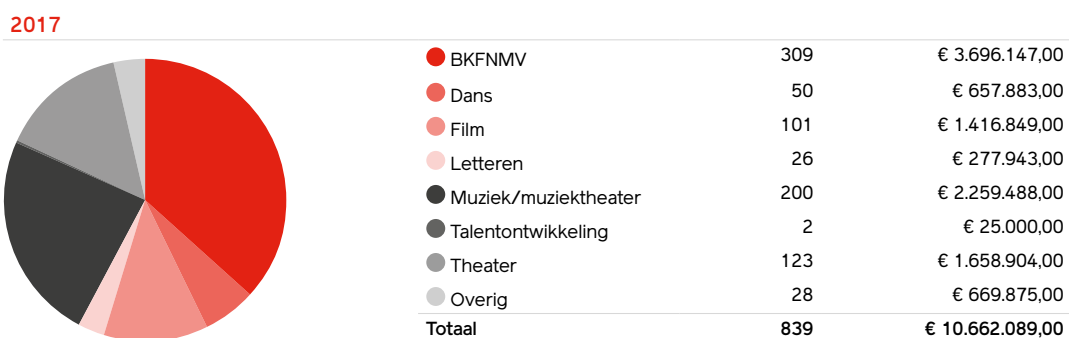 2017
BKFNMV 309 € 3.696.147,00
Dans 50 € 657.883,00
Film 101 € 1.416.849,00
Letteren 26 € 277.943,00
Muziek/muziektheater 200 € 2.259.488,00
Talentontwikkeling 2 € 25.000,00
Theater 123 € 1.658.904,00
Overig 28 € 669.875,00
Totaal 839 € 10.662.089,00